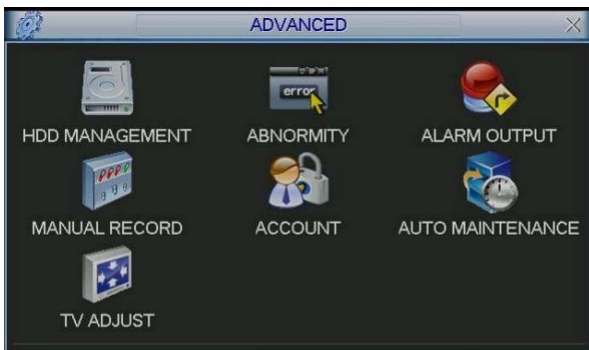 ADVANCED
error
HDD MANAGEMENT ABNORMITY ALARM OUTPUT
MANUAL RECORD ACCOUNT AUTO MAINTENANCE
TV ADJUST